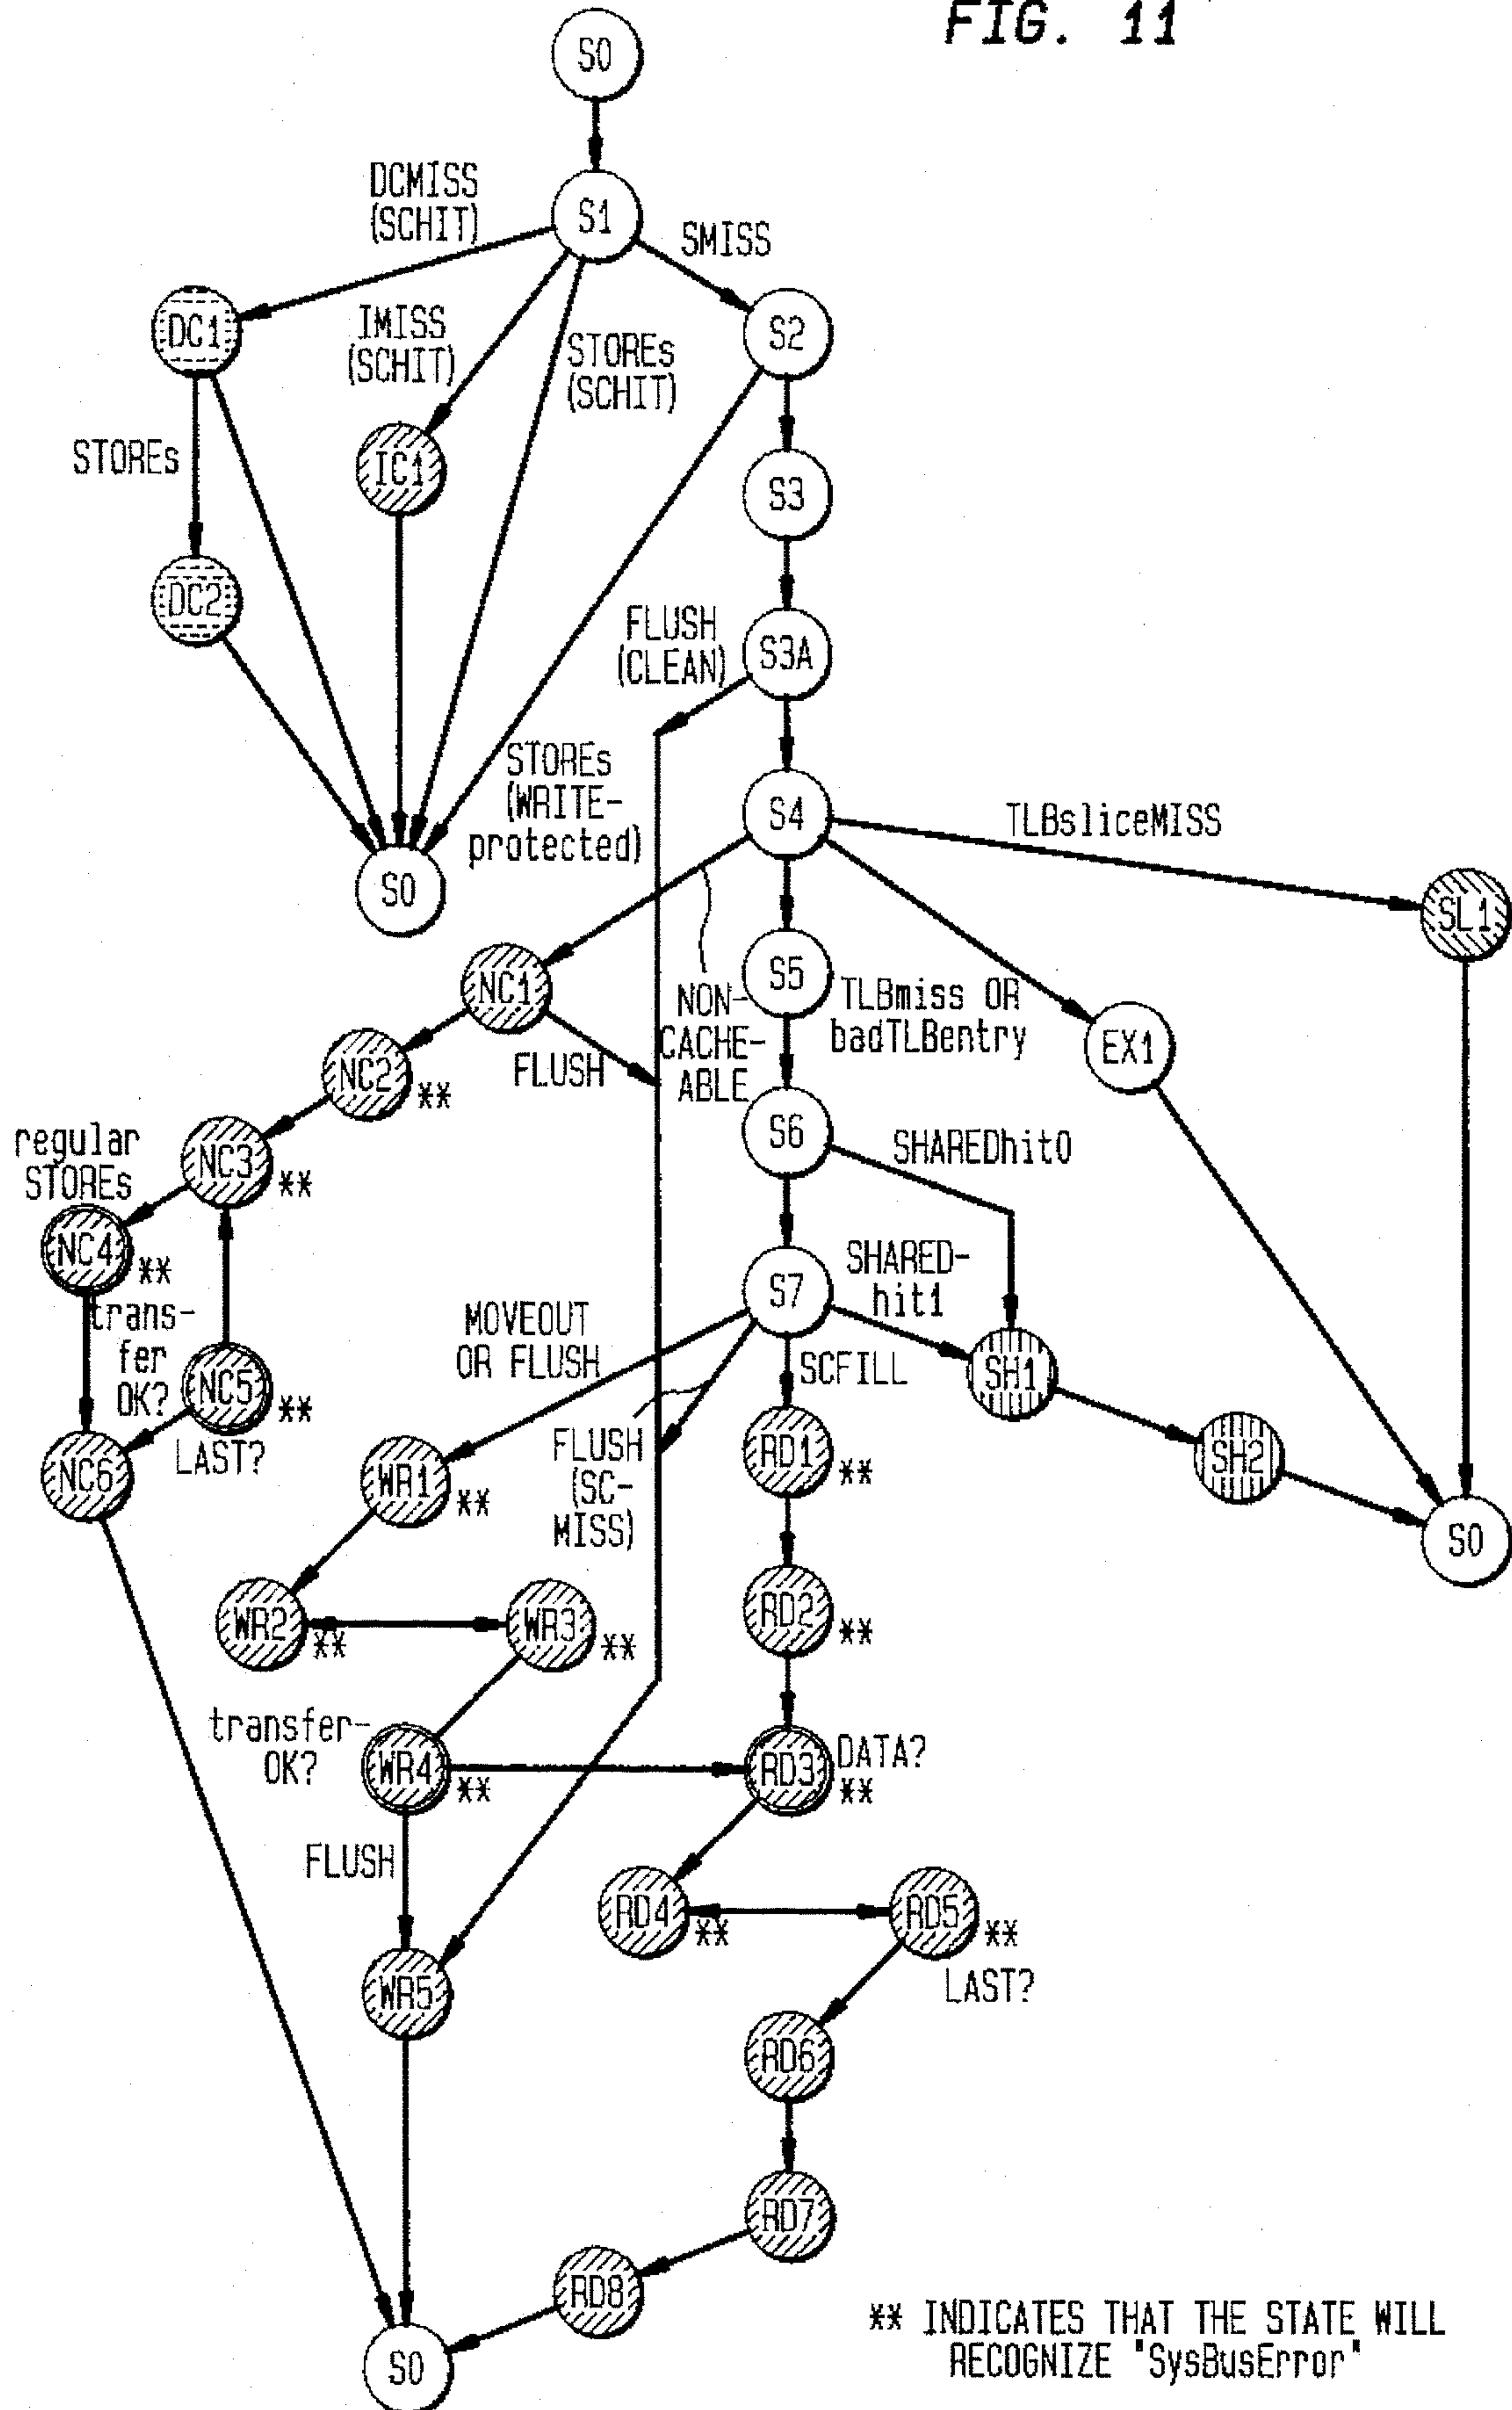 FIG. 11
S0
DCMISS
(SCHIT)
S1
SMISS
DC1
IMISS
(SCHIT)
STOREs
(SCHIT)
S2
STOREs
IC1
S3
DC2
FLUSH
(CLEAN)
S3A
STOREs
(WRITE-
protected)
S4
TLBsliceMISS
S0
SL1
NC1
NON-
CACHE-
ABLE
S5
TLBmiss OR
badTLBentry
EX1
NC2
**
FLUSH
S6
SHAREDhit0
regular
STOREs
NC3
**
NC4
**
trans-
fer
OK?
NC5
**
LAST?
NC6
MOVEOUT
OR FLUSH
S7
SHARED-
hit1
SCFILL
SH1
SH2
S0
FLUSH
(SC-
MISS)
RD1
**
WR1
**
WR2
**
WR3
**
RD2
**
transfer-
OK?
WR4
**
RD3
DATA?
**
FLUSH
RD4
**
RD5
**
LAST?
WR5
RD6
RD7
RD8
S0
** INDICATES THAT THE STATE WILL
RECOGNIZE "SysBusError"